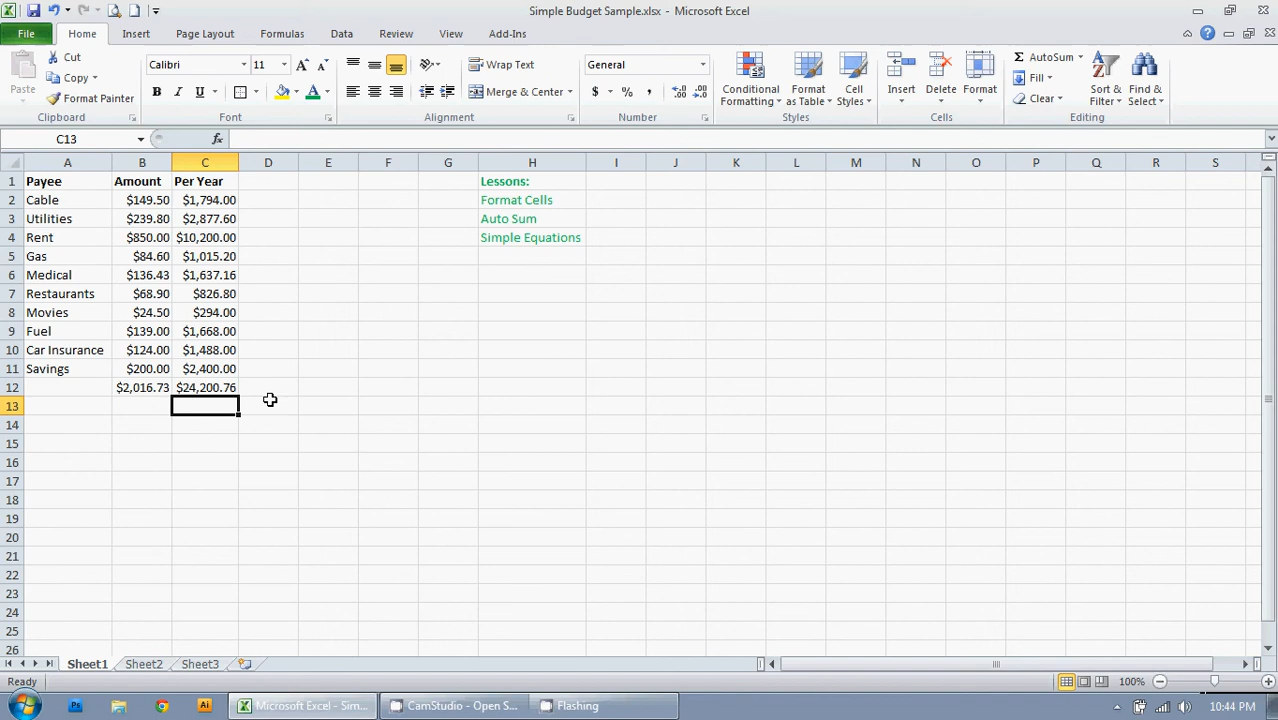 Simple Budget Sample.xlsx - Microsoft Excel
File Home Insert Page Layout Formulas Data Review View Add-Ins
Paste Cut Copy Format Painter Clipboard
Calibri 11 B I U A A A Font
Wrap Text Merge & Center Alignment
General $ % , .0 .00 .00 .0 Number
Conditional Formatting Format as Table Cell Styles Styles
Insert Delete Format Cells
Σ AutoSum Fill Clear Sort & Filter Find & Select Editing
C13 fx
A B C D E F G H I J K L M N O P Q R S
1 Payee Amount Per Year Lessons:
2 Cable $149.50 $1,794.00 Format Cells
3 Utilities $239.80 $2,877.60 Auto Sum
4 Rent $850.00 $10,200.00 Simple Equations
5 Gas $84.60 $1,015.20
6 Medical $136.43 $1,637.16
7 Restaurants $68.90 $826.80
8 Movies $24.50 $294.00
9 Fuel $139.00 $1,668.00
10 Car Insurance $124.00 $1,488.00
11 Savings $200.00 $2,400.00
12 $2,016.73 $24,200.76
13
14
15
16
17
18
19
20
21
22
23
24
25
26
Sheet1 Sheet2 Sheet3
Ready 100%
Ps Ai Microsoft Excel - Sim... CamStudio - Open S... Flashing 10:44 PM